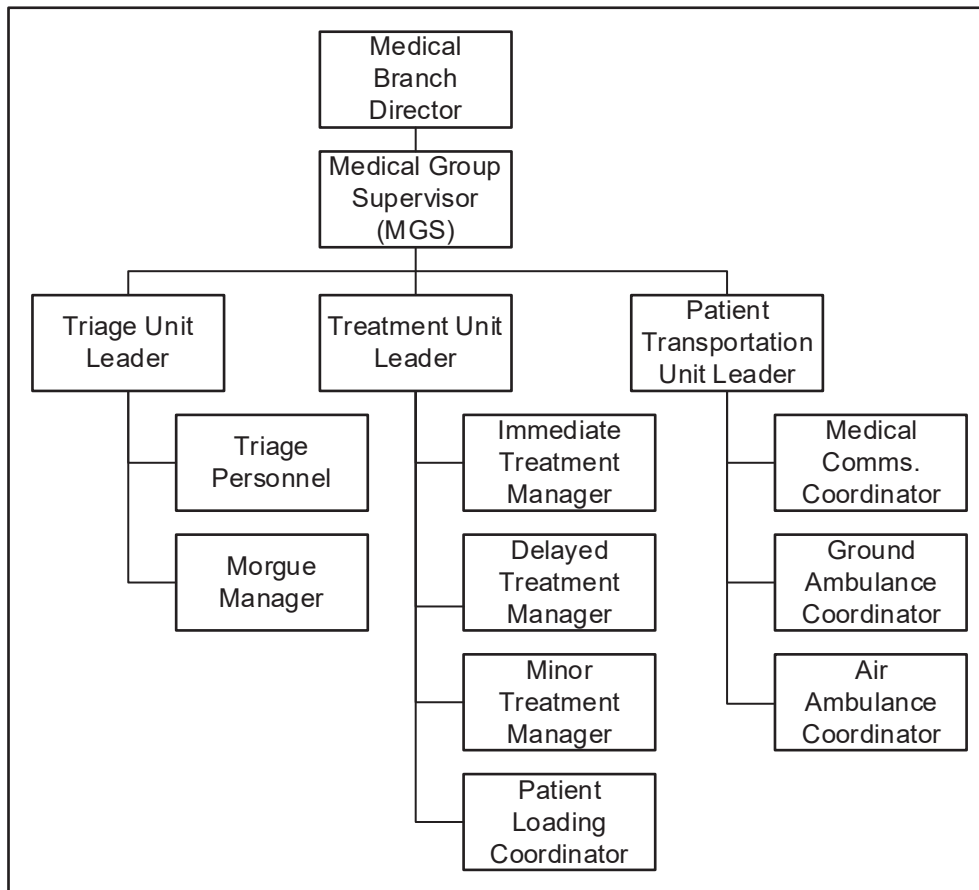 Medical
Branch
Director
Medical Group
Supervisor
(MGS)
Triage Unit
Leader
Treatment Unit
Leader
Patient
Transportation
Unit Leader
Triage
Personnel
Morgue
Manager
Immediate
Treatment
Manager
Delayed
Treatment
Manager
Minor
Treatment
Manager
Patient
Loading
Coordinator
Medical
Comms.
Coordinator
Ground
Ambulance
Coordinator
Air
Ambulance
Coordinator